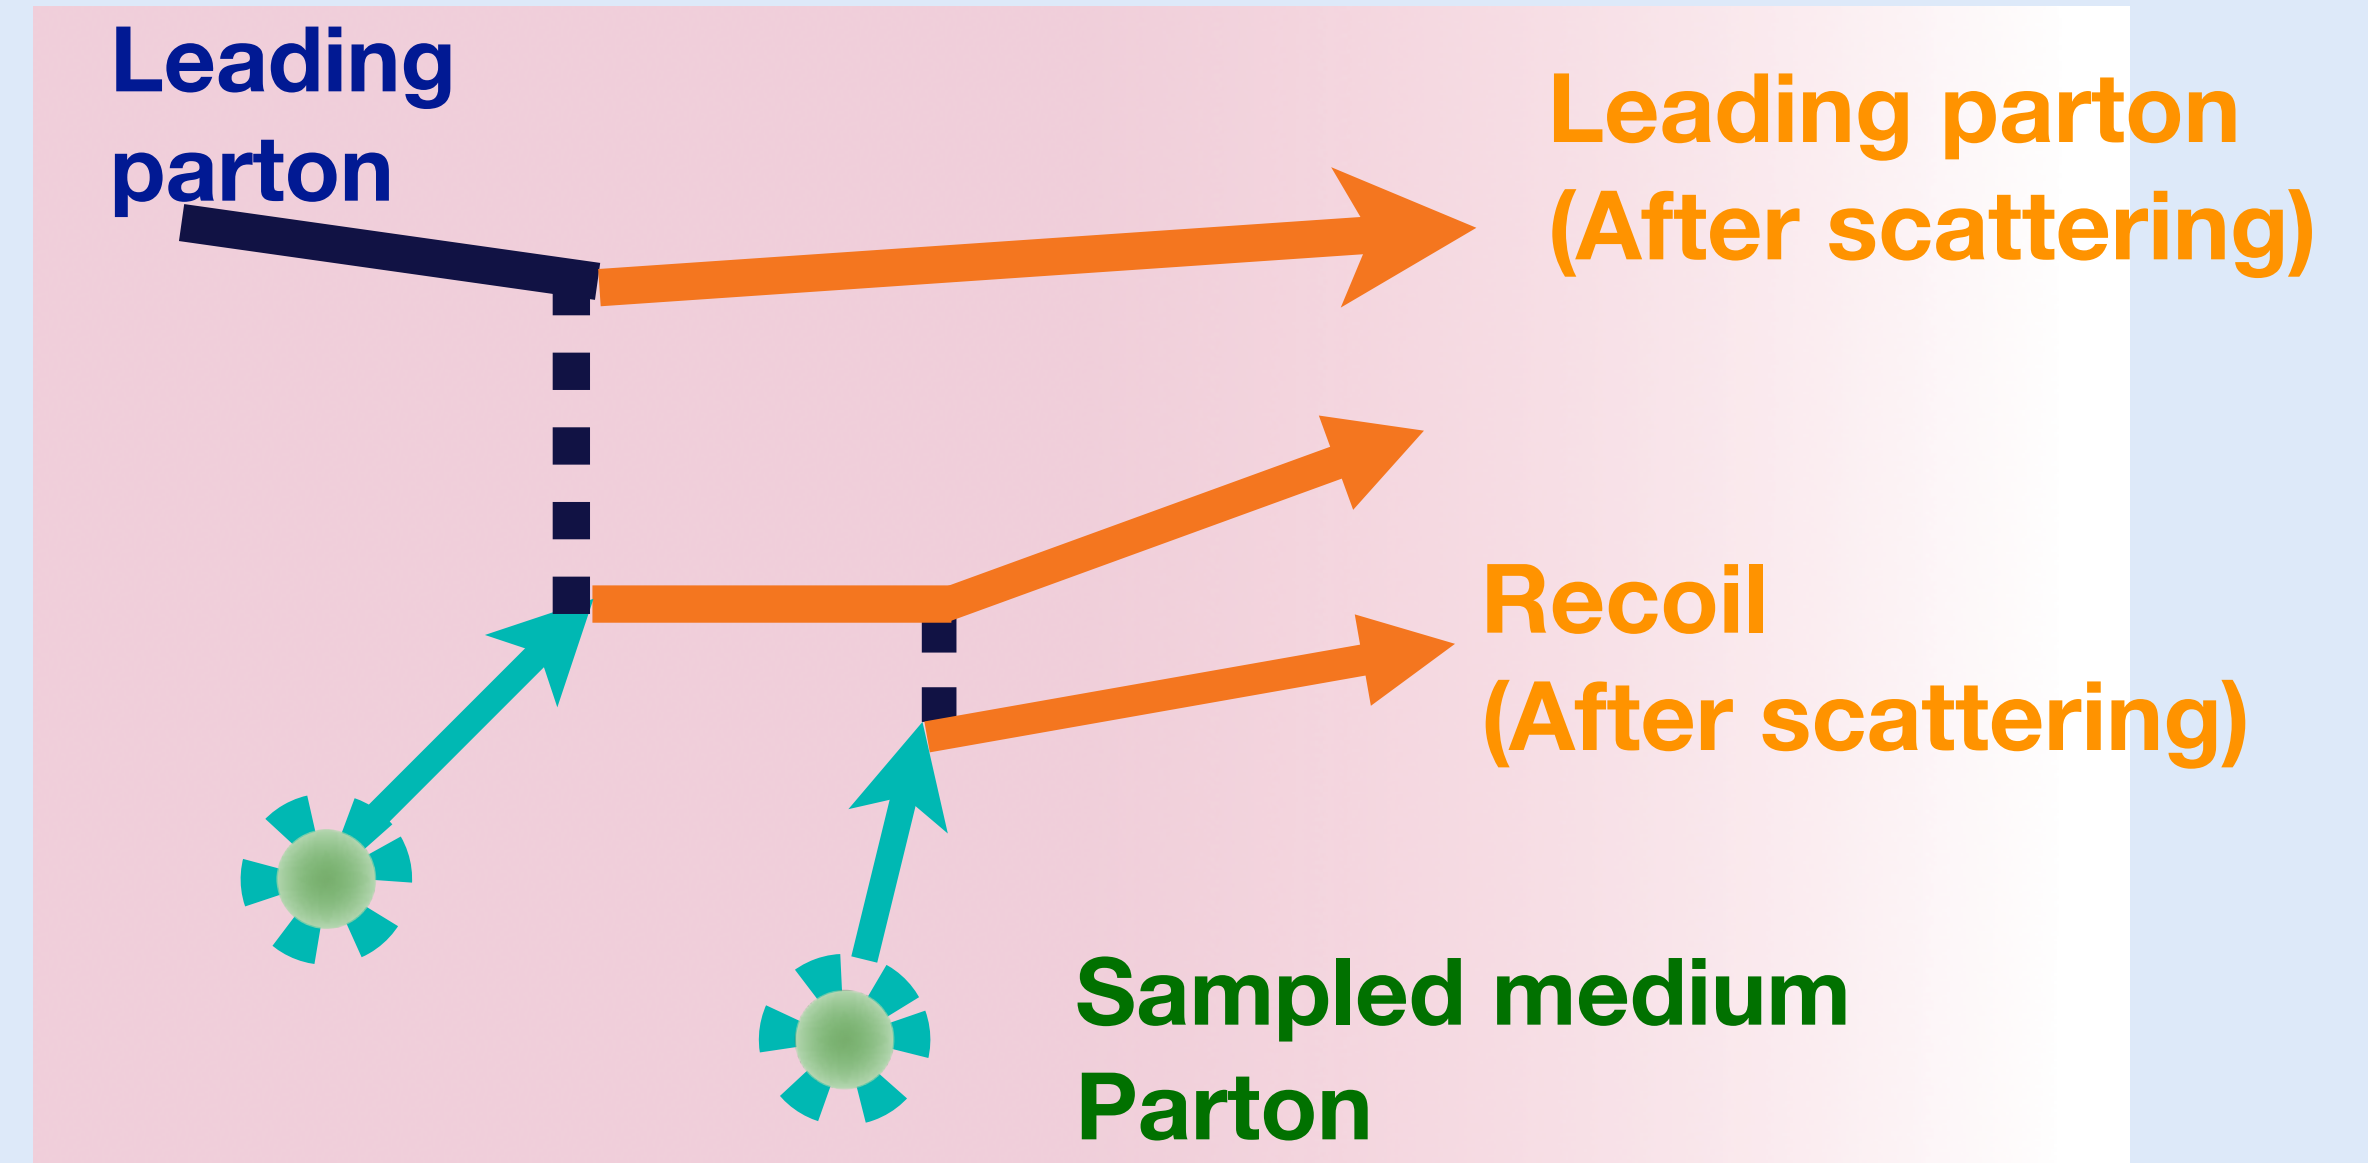 Leading
parton
Leading parton
(After scattering)
Recoil
(After scattering)
Sampled medium
Parton